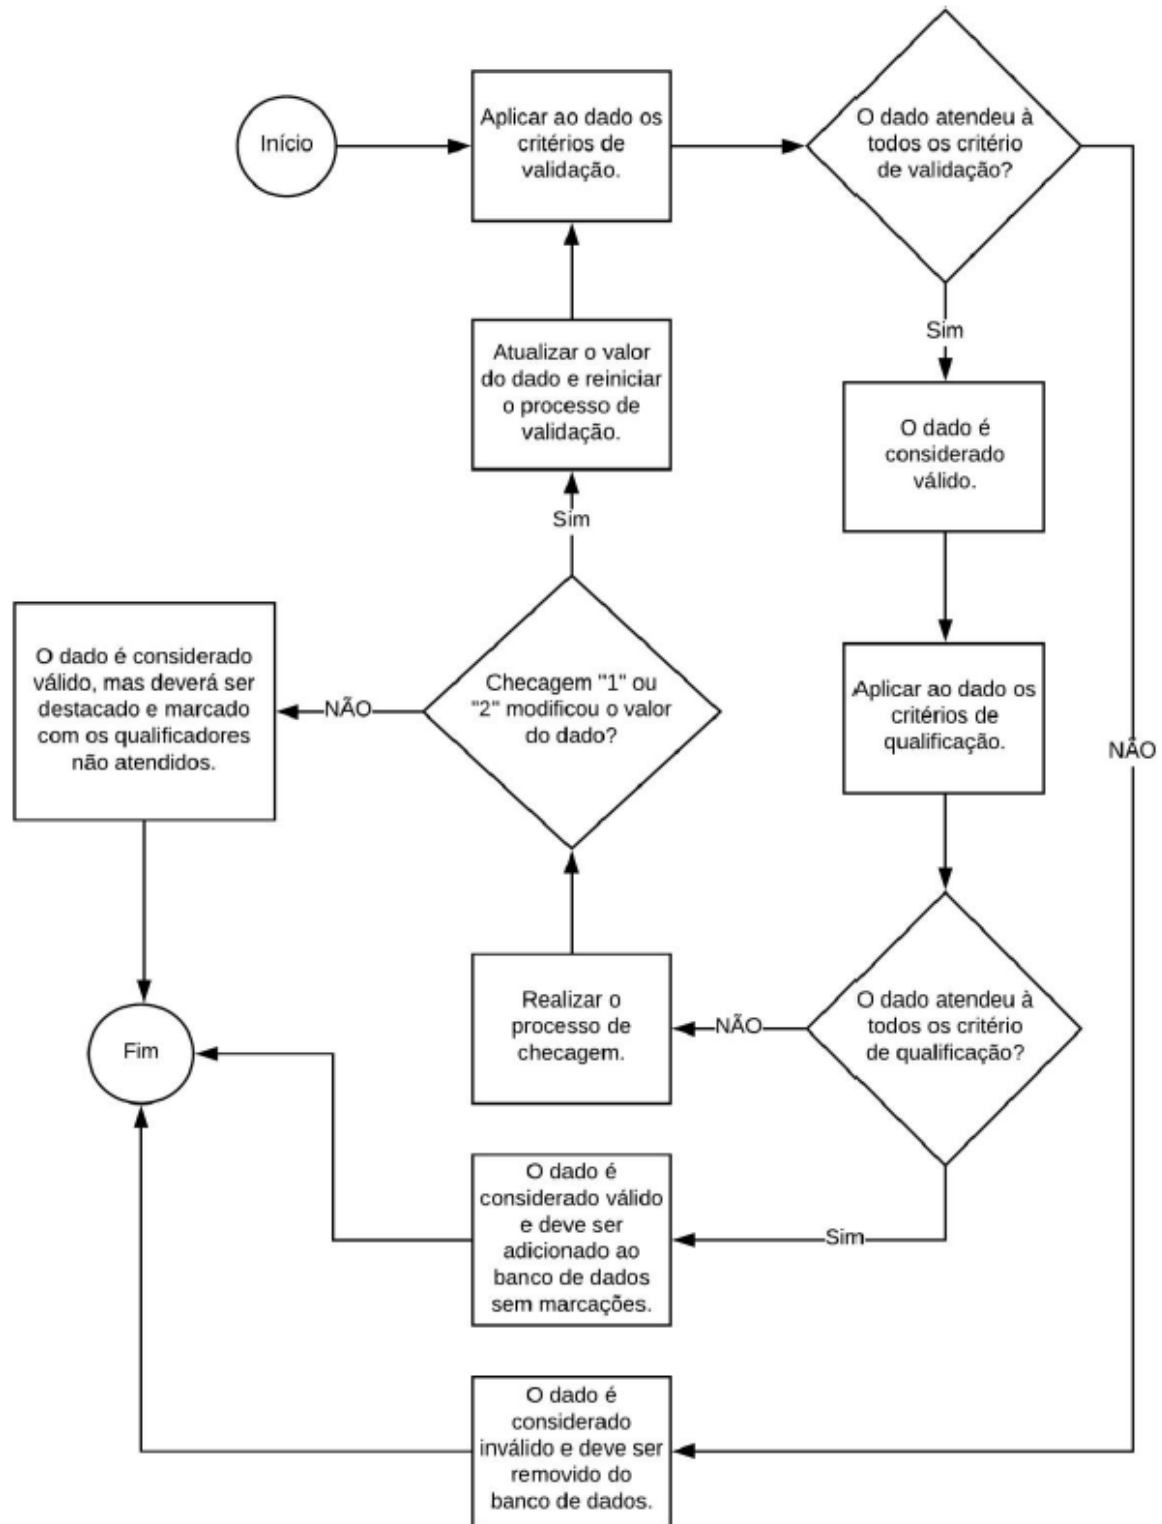 Início
Aplicar ao dado os
critérios de
validação.
O dado atendeu à
todos os critério
de validação?
Sim
Atualizar o valor
do dado e reiniciar
o processo de
validação.
O dado é
considerado
válido.
Sim
O dado é considerado
válido, mas deverá ser
destacado e marcado
com os qualificadores
não atendidos.
NÃO
Checagem "1" ou
"2" modificou o valor
do dado?
Aplicar ao dado os
critérios de
qualificação.
NÃO
Realizar o
processo de
checagem.
NÃO
O dado atendeu à
todos os critério
de qualificação?
Fim
O dado é
considerado válido
e deve ser
adicionado ao
banco de dados
sem marcações.
Sim
O dado é
considerado
inválido e deve ser
removido do
banco de dados.